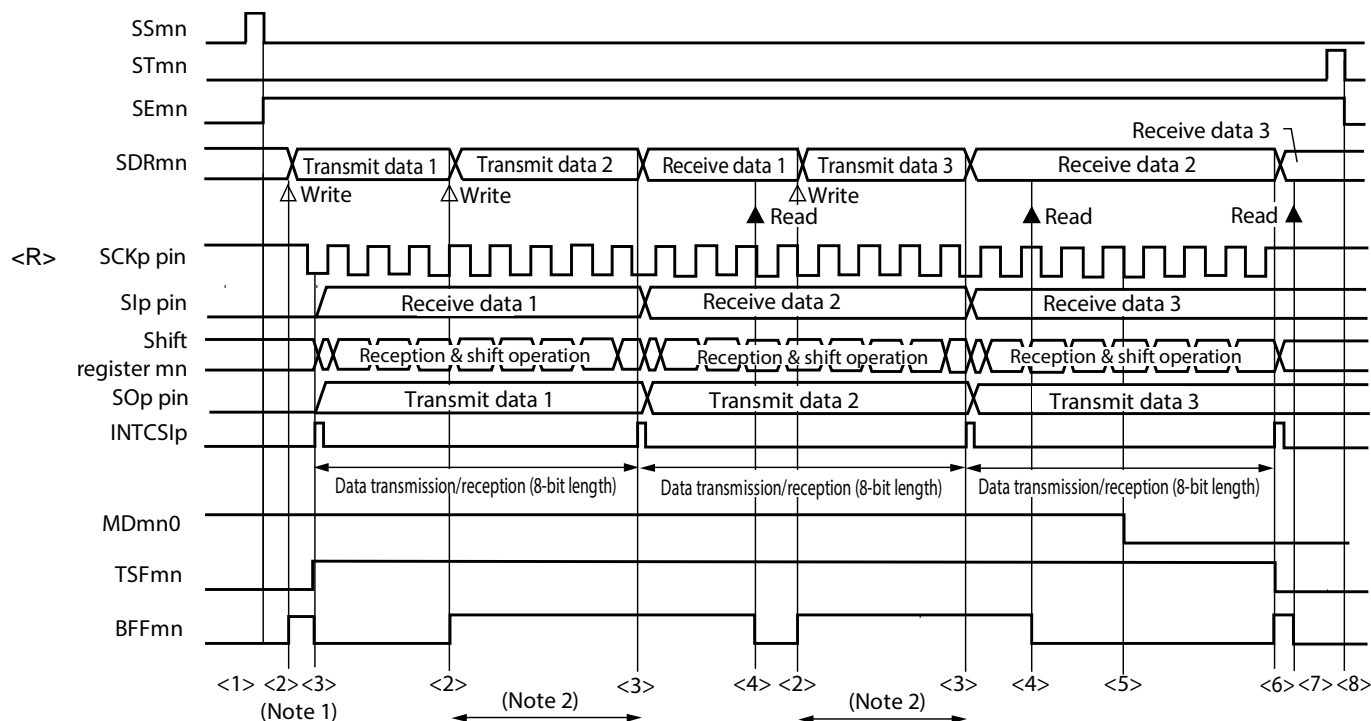 SSmn
STmn
SEmn
Receive data 3
SDRmn Transmit data 1 Transmit data 2 Receive data 1 Transmit data 3 Receive data 2
Write Write Write
Read Read Read
<R> SCKp pin
SIp pin Receive data 1 Receive data 2 Receive data 3
Shift
register mn Reception & shift operation Reception & shift operation Reception & shift operation
SOp pin Transmit data 1 Transmit data 2 Transmit data 3
INTCSIp
Data transmission/reception (8-bit length) Data transmission/reception (8-bit length) Data transmission/reception (8-bit length)
MDmn0
TSFmn
BFFmn
<1> <2> <3> <2> <3> <4> <2> <3> <4> <5> <6> <7> <8>
(Note 1) (Note 2) (Note 2)